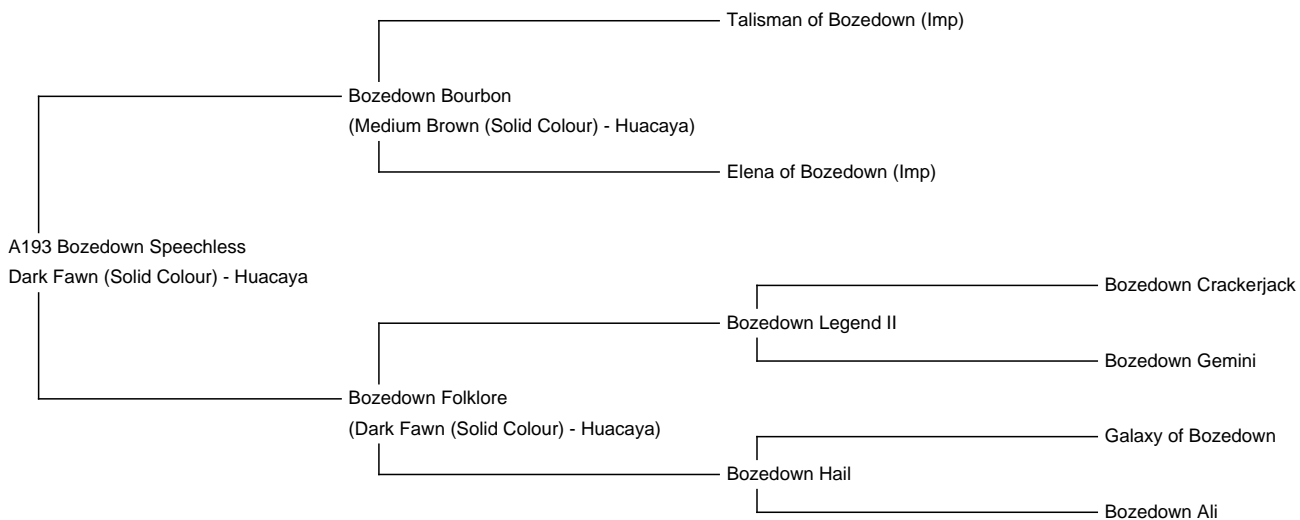 Talisman of Bozedown (Imp)
Bozedown Bourbon
(Medium Brown (Solid Colour) - Huacaya)
Elena of Bozedown (Imp)
A193 Bozedown Speechless
Dark Fawn (Solid Colour) - Huacaya
Bozedown Crackerjack
Bozedown Legend II
Bozedown Gemini
Bozedown Folklore
(Dark Fawn (Solid Colour) - Huacaya)
Galaxy of Bozedown
Bozedown Hail
Bozedown Ali